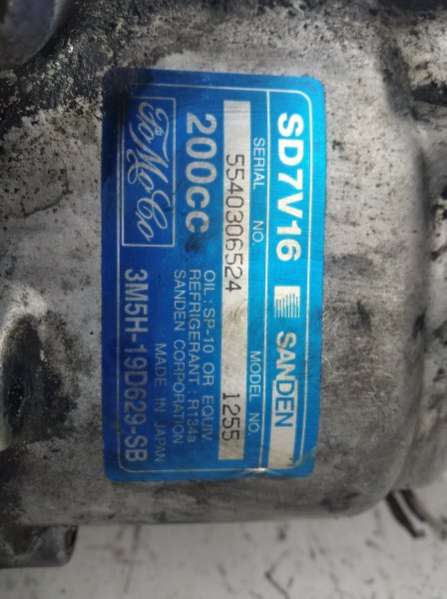 SD7V16 SANDEN
SERIAL NO. MODEL NO.
5540306524 1255
200CC
OIL : SP-10 OR EQUIV.
REFRIGERANT : R134a
SANDEN CORPORATION
MADE IN JAPAN
FoMoCo
3M5H-19D629-SB